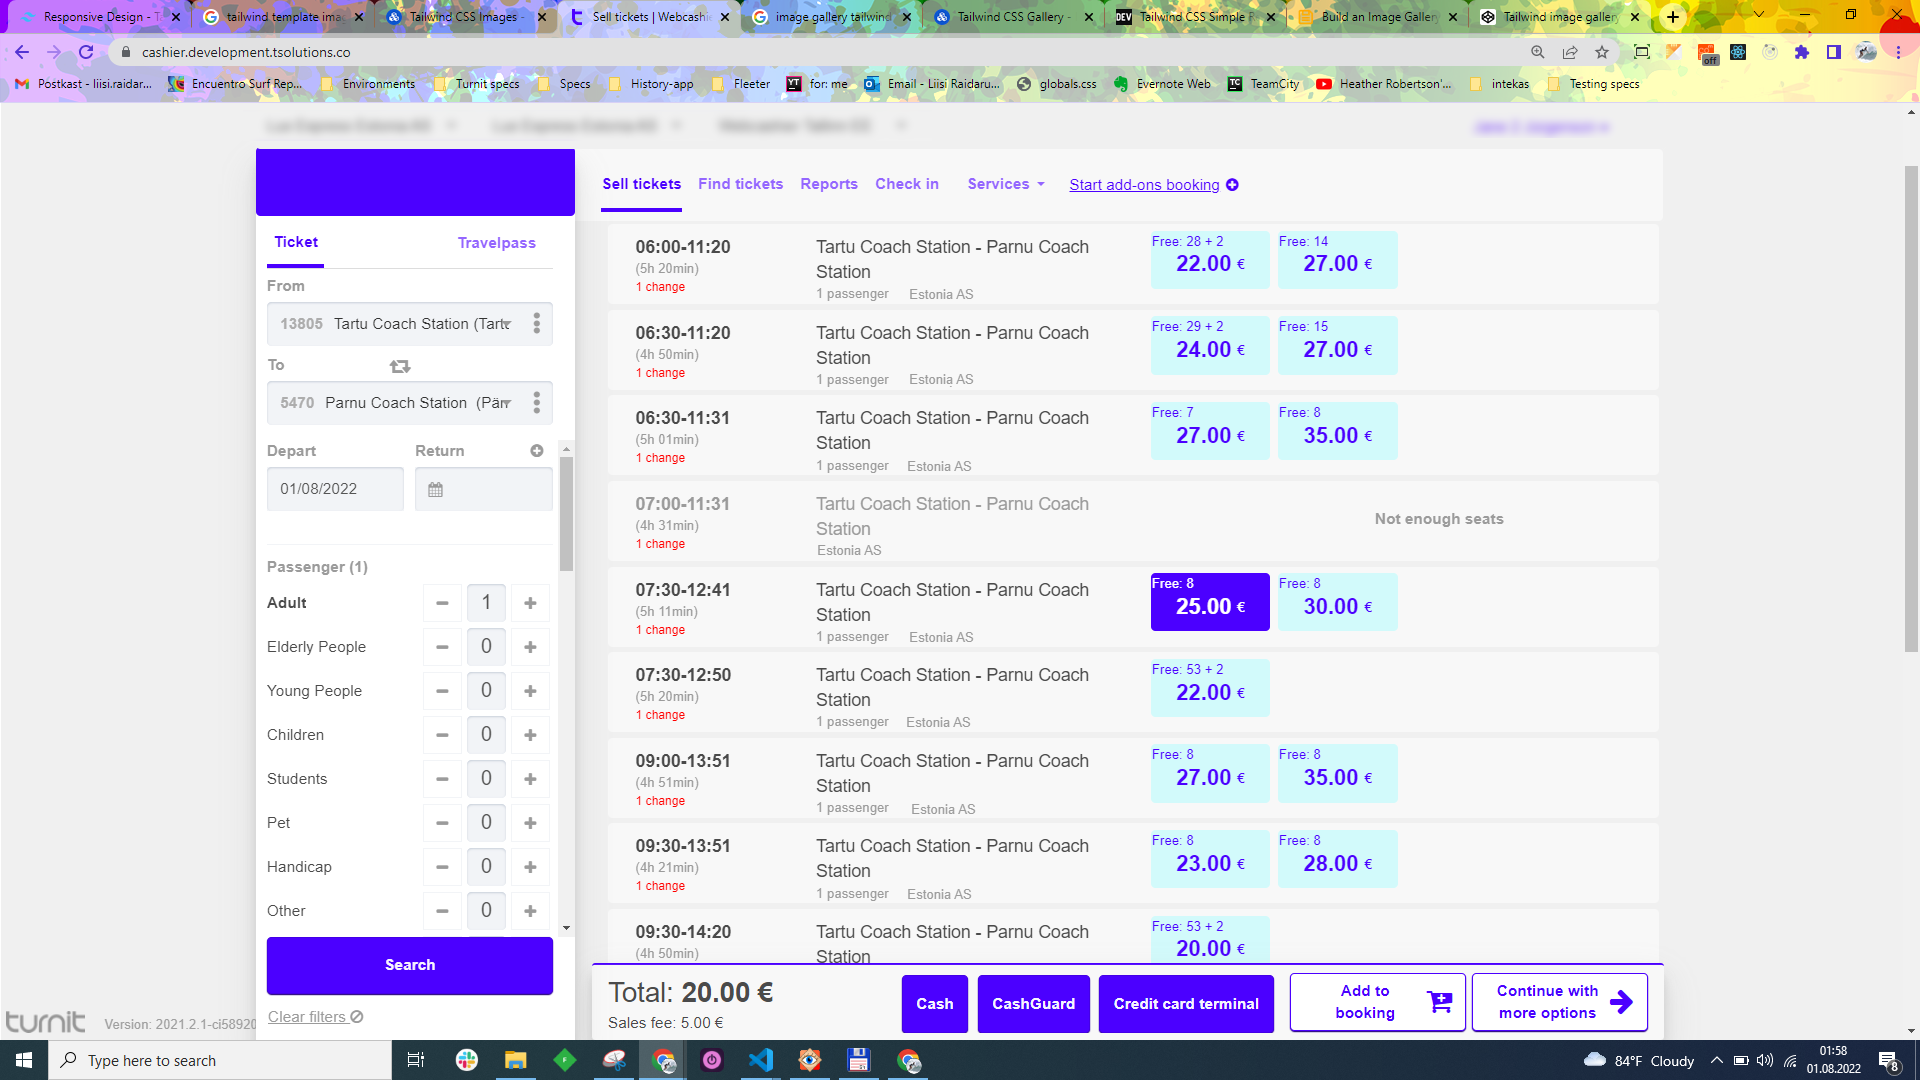 Responsive Design - T
tailwind template imag
Tailwind CSS Images -
Sell tickets | Webcashie
image gallery tailwind
Tailwind CSS Gallery -
DEV
Tailwind CSS Simple
Build an Image Gallery
Tailwind image gallery
cashier.development.tsolutions.co
off
Postkast - liisi.raidar...
Encuentro Surf Rep...
Environments
Turnit specs
Specs
History-app
Fleeter
YT
for: me
Email - Liisi Raidaru...
globals.css
Evernote Web
TC
TeamCity
Heather Robertson'...
intekas
Testing specs
Sell tickets
Find tickets
Reports
Check in
Services
Start add-ons booking
Ticket
Travelpass
From
13805 Tartu Coach Station (Tart
To
5470 Parnu Coach Station (Pär
Depart
Return
01/08/2022
Passenger (1)
Adult
1
Elderly People
0
Young People
0
Children
0
Students
0
Pet
0
Handicap
0
Other
0
Search
Clear filters
turnit
Version: 2021.2.1-ci58920
06:00-11:20
(5h 20min)
1 change
Tartu Coach Station - Parnu Coach
Station
1 passenger Estonia AS
Free: 28 + 2
22.00 €
Free: 14
27.00 €
06:30-11:20
(4h 50min)
1 change
Tartu Coach Station - Parnu Coach
Station
1 passenger Estonia AS
Free: 29 + 2
24.00 €
Free: 15
27.00 €
06:30-11:31
(5h 01min)
1 change
Tartu Coach Station - Parnu Coach
Station
1 passenger Estonia AS
Free: 7
27.00 €
Free: 8
35.00 €
07:00-11:31
(4h 31min)
1 change
Tartu Coach Station - Parnu Coach
Station
Estonia AS
Not enough seats
07:30-12:41
(5h 11min)
1 change
Tartu Coach Station - Parnu Coach
Station
1 passenger Estonia AS
Free: 8
25.00 €
Free: 8
30.00 €
07:30-12:50
(5h 20min)
1 change
Tartu Coach Station - Parnu Coach
Station
1 passenger Estonia AS
Free: 53 + 2
22.00 €
09:00-13:51
(4h 51min)
1 change
Tartu Coach Station - Parnu Coach
Station
1 passenger Estonia AS
Free: 8
27.00 €
Free: 8
35.00 €
09:30-13:51
(4h 21min)
1 change
Tartu Coach Station - Parnu Coach
Station
1 passenger Estonia AS
Free: 8
23.00 €
Free: 8
28.00 €
09:30-14:20
(4h 50min)
Tartu Coach Station - Parnu Coach
Station
Free: 53 + 2
20.00 €
Total: 20.00 €
Sales fee: 5.00 €
Cash
CashGuard
Credit card terminal
Add to
booking
Continue with
more options
Type here to search
84°F Cloudy
01:58
01.08.2022
8